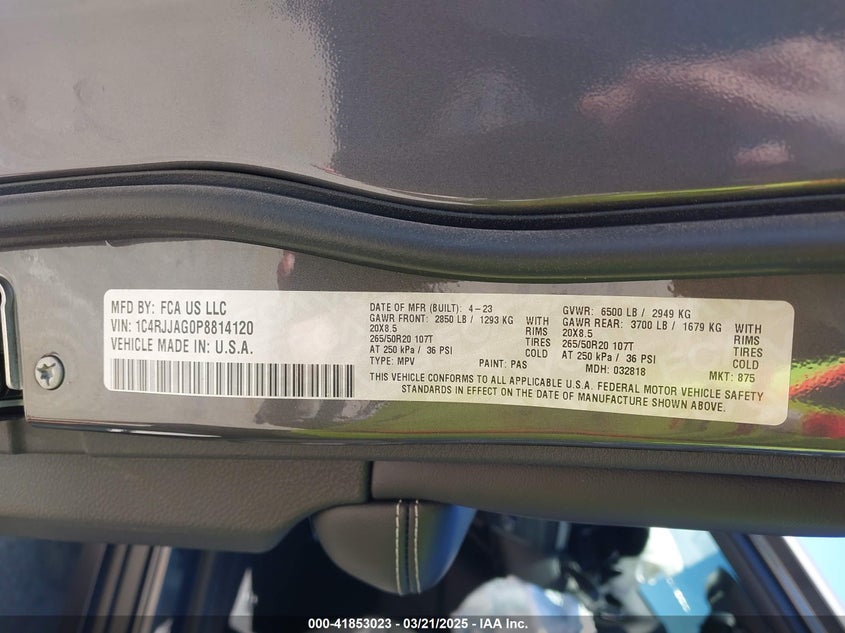 MFD BY: FCA US LLC
VIN: 1C4RJJAG0P8814120
VEHICLE MADE IN: U.S.A.
DATE OF MFR (BUILT): 4-23
GAWR FRONT: 2850 LB / 1293 KG WITH
20X8.5 RIMS
265/50R20 107T TIRES
AT 250 kPa / 36 PSI COLD
TYPE: MPV PAINT: PAS
GVWR: 6500 LB / 2949 KG
GAWR REAR: 3700 LB / 1679 KG WITH
20X8.5 RIMS
265/50R20 107T TIRES
AT 250 kPa / 36 PSI COLD
MDH: 032818 MKT: 875
THIS VEHICLE CONFORMS TO ALL APPLICABLE U.S.A. FEDERAL MOTOR VEHICLE SAFETY
STANDARDS IN EFFECT ON THE DATE OF MANUFACTURE SHOWN ABOVE.
000-41853023 - 03/21/2025 - IAA Inc.